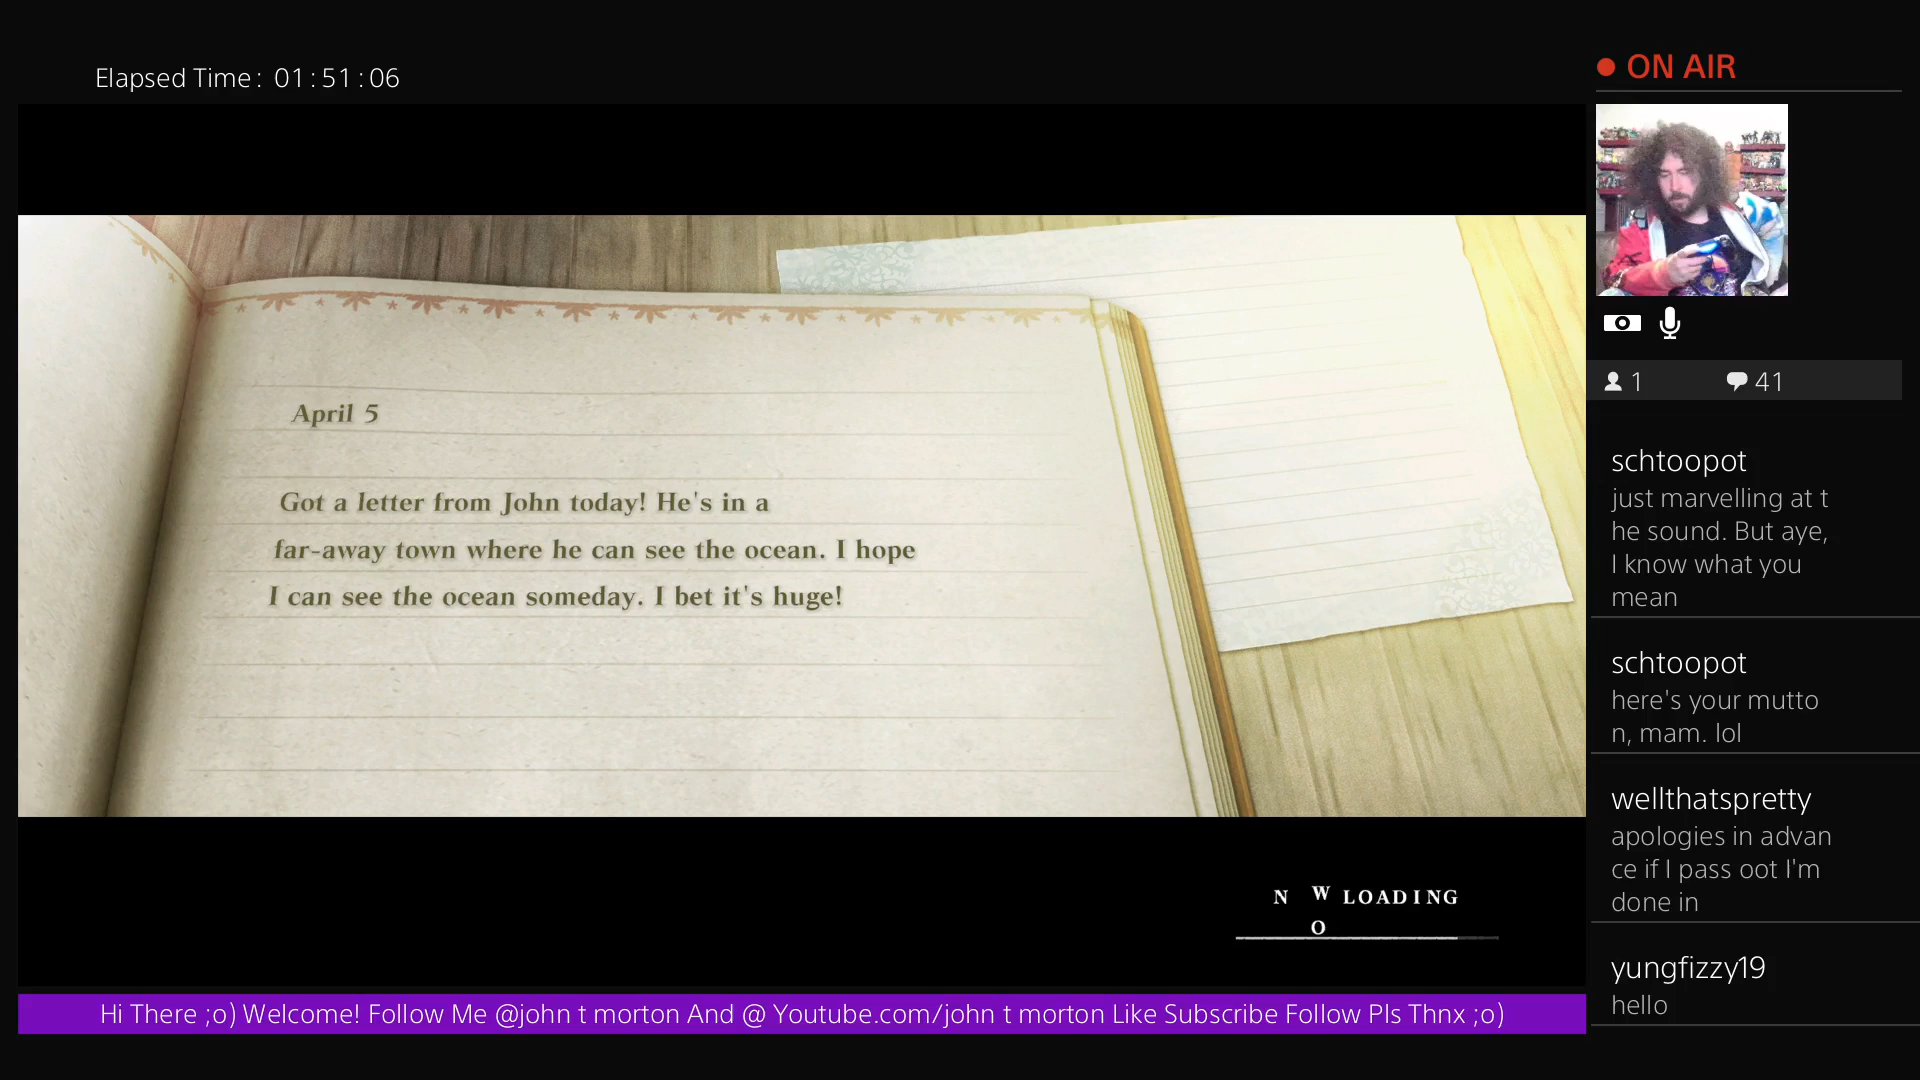 Elapsed Time: 01:51:06
ON AIR
April 5
Got a letter from John today! He's in a
far-away town where he can see the ocean. I hope
I can see the ocean someday. I bet it's huge!
NOW LOADING
1 41
schtoopot
just marvelling at t
he sound. But aye,
I know what you
mean
schtoopot
here's your mutto
n, mam. lol
wellthatspretty
apologies in advan
ce if I pass oot I'm
done in
yungfizzy19
hello
Hi There ;o) Welcome! Follow Me @john t morton And @ Youtube.com/john t morton Like Subscribe Follow Pls Thnx ;o)